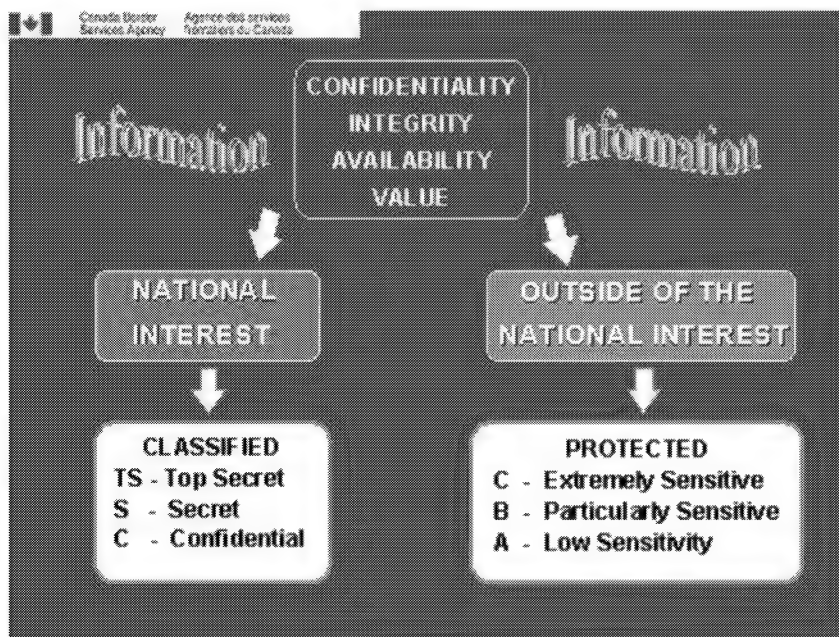 Canada Border Services Agency
Agence des services frontaliers du Canada
CONFIDENTIALITY
INTEGRITY
AVAILABILITY
VALUE
Information
Information
NATIONAL
INTEREST
OUTSIDE OF THE
NATIONAL INTEREST
CLASSIFIED
TS - Top Secret
S - Secret
C - Confidential
PROTECTED
C - Extremely Sensitive
B - Particularly Sensitive
A - Low Sensitivity